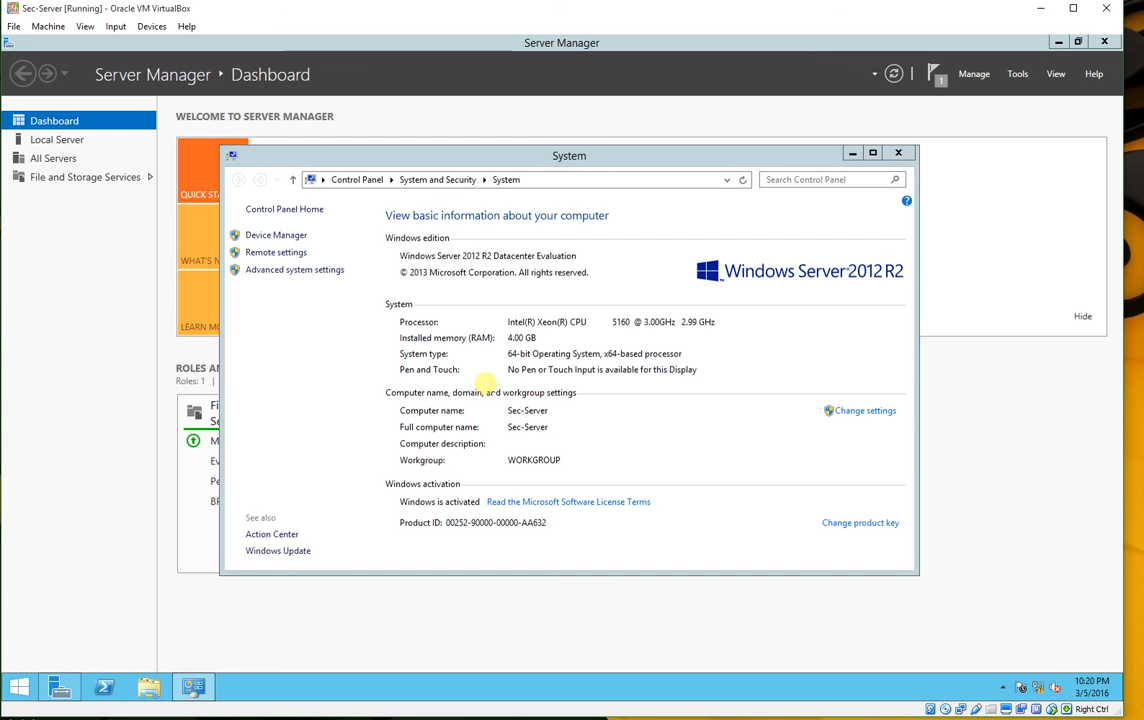 Sec-Server [Running] - Oracle VM VirtualBox
File Machine View Input Devices Help
Server Manager
Server Manager ‣ Dashboard
1 Manage Tools View Help
Dashboard
Local Server
All Servers
File and Storage Services
WELCOME TO SERVER MANAGER
QUICK ST
WHAT'S N
LEARN MO
Hide
ROLES AN
Roles: 1 |
Fi
Se
M
Ev
Pe
BP
System
Control Panel ‣ System and Security ‣ System
Search Control Panel
Control Panel Home
Device Manager
Remote settings
Advanced system settings
See also
Action Center
Windows Update
View basic information about your computer
Windows edition
Windows Server 2012 R2 Datacenter Evaluation
© 2013 Microsoft Corporation. All rights reserved.
Windows Server 2012 R2
System
Processor: Intel(R) Xeon(R) CPU 5160 @ 3.00GHz 2.99 GHz
Installed memory (RAM): 4.00 GB
System type: 64-bit Operating System, x64-based processor
Pen and Touch: No Pen or Touch Input is available for this Display
Computer name, domain, and workgroup settings
Computer name: Sec-Server
Change settings
Full computer name: Sec-Server
Computer description:
Workgroup: WORKGROUP
Windows activation
Windows is activated Read the Microsoft Software License Terms
Product ID: 00252-90000-00000-AA632
Change product key
10:20 PM
3/5/2016
Right Ctrl